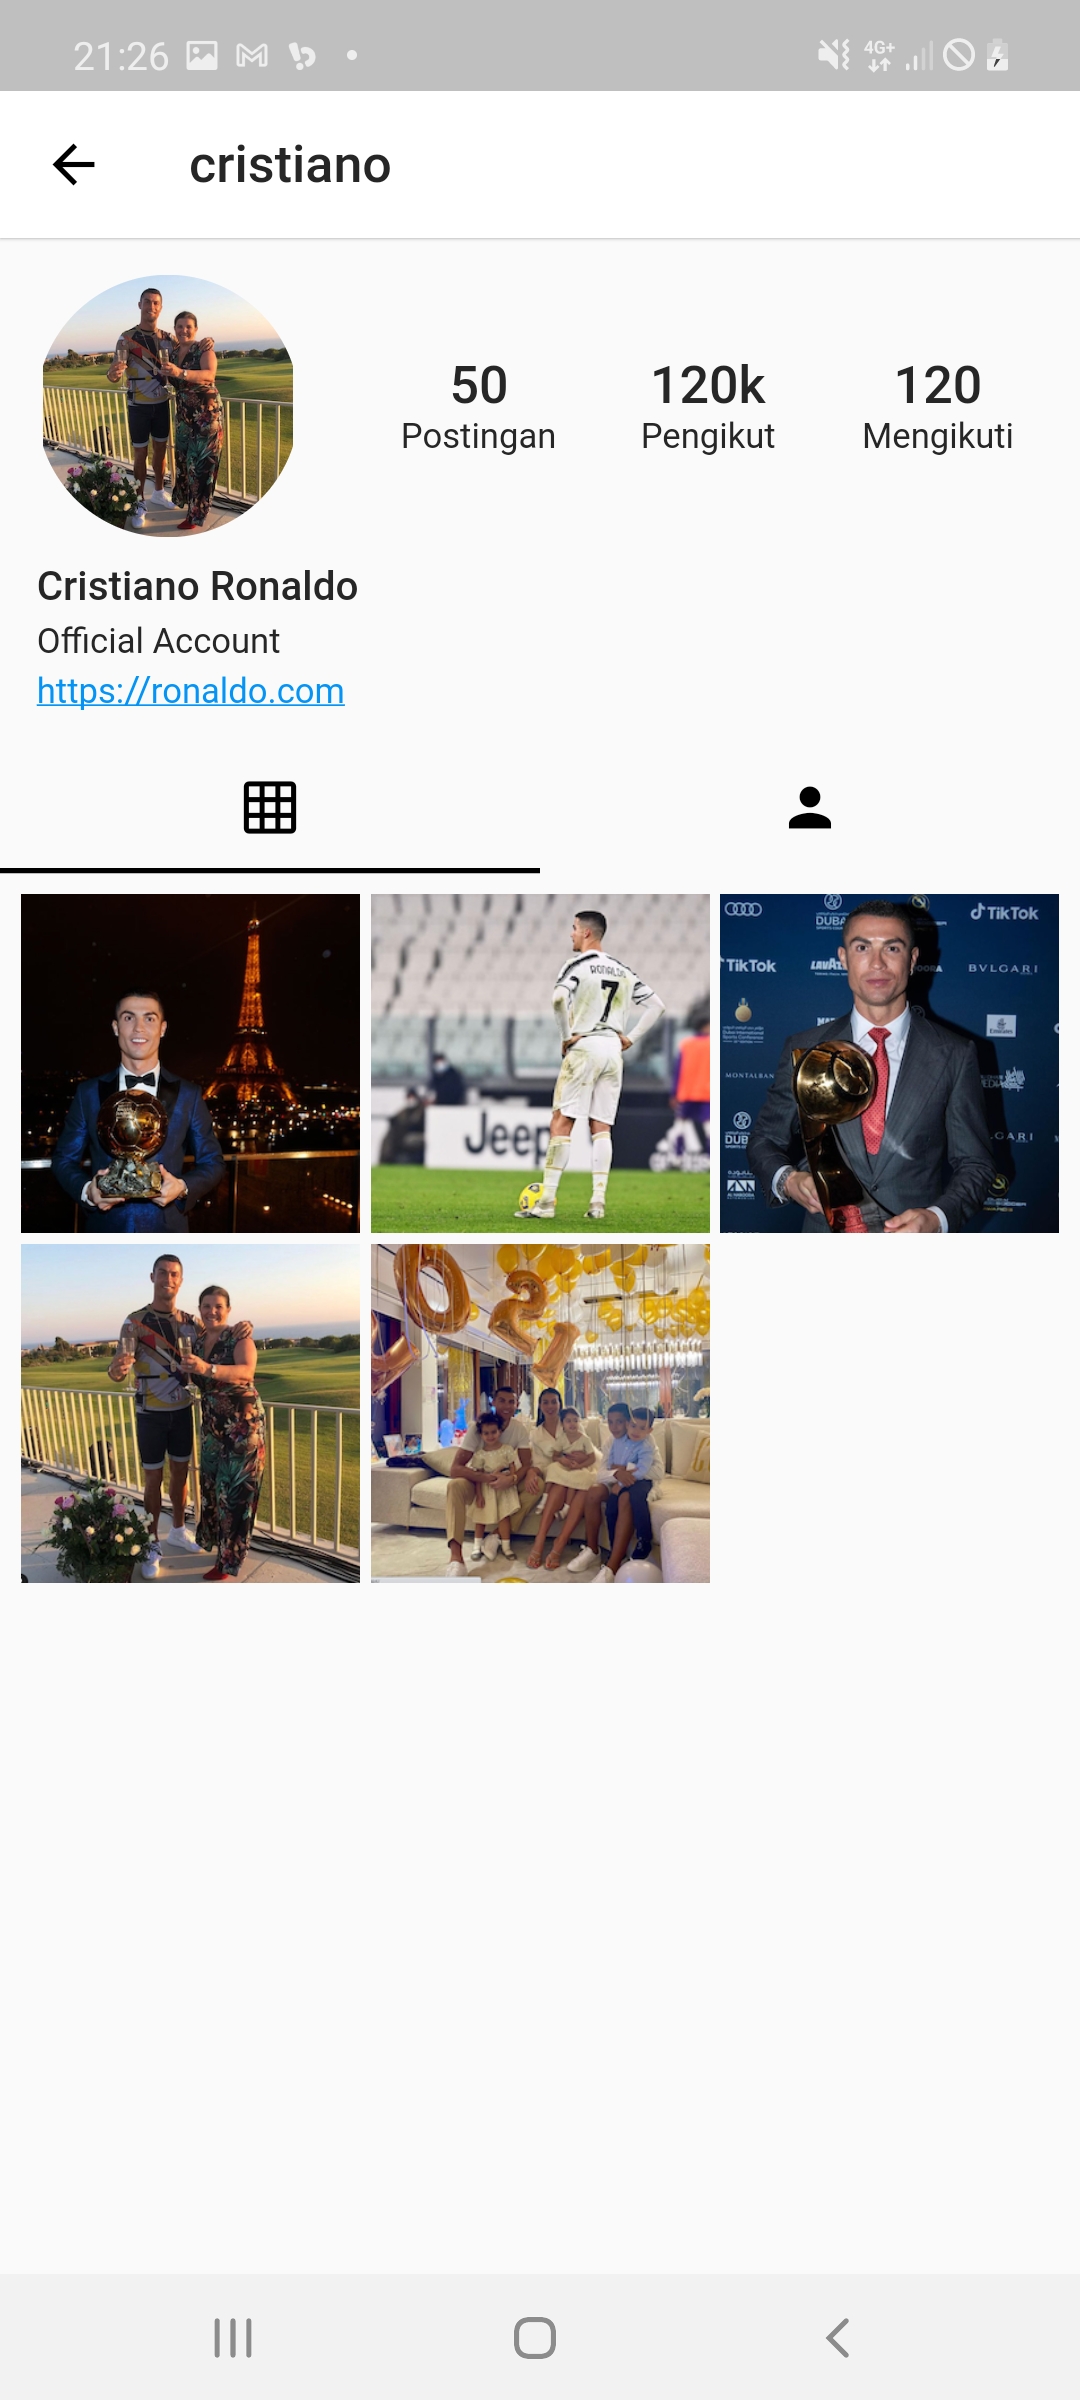 21:26
4G+
cristiano
50
120k
120
Postingan
Pengikut
Mengikuti
Cristiano Ronaldo
Official Account
https://ronaldo.com
RONALDO
7
Jeep
TikTok
TikTok
BVLGARI
Emirates
MONTALBAN
DUB
GARI